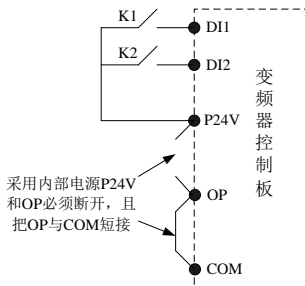 K1
DI1
K2
DI2
P24V
变频器控制板
采用内部电源P24V
和OP必须断开，且
把OP与COM短接
OP
COM